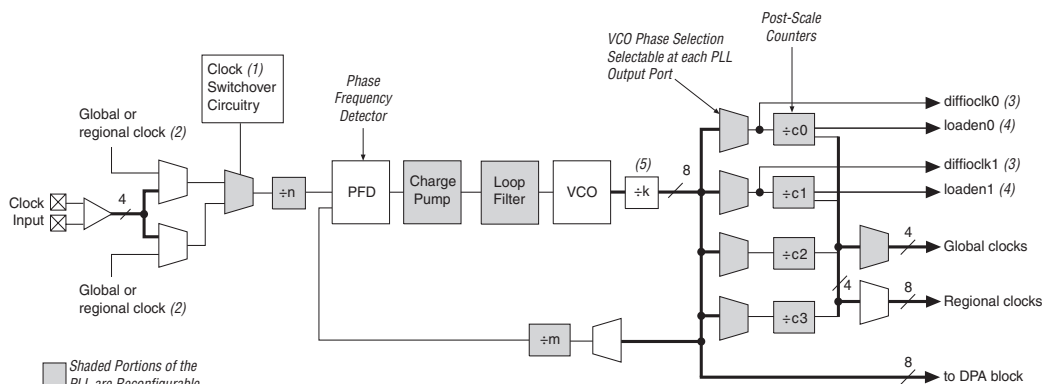 Post-Scale
Counters
VCO Phase Selection
Selectable at each PLL
Output Port
Clock (1)
Switchover
Circuitry
Phase
Frequency
Detector
Global or
regional clock (2)
diffioclk0 (3)
÷c0
loaden0 (4)
diffioclk1 (3)
(5)
8
÷n
PFD
Charge
Pump
Loop
Filter
VCO
÷k
÷c1
loaden1 (4)
Clock
Input
4
÷c2
4
Global clocks
Global or
regional clock (2)
4
8
Regional clocks
÷c3
÷m
Shaded Portions of the
PLL are Reconfigurable
8
to DPA block